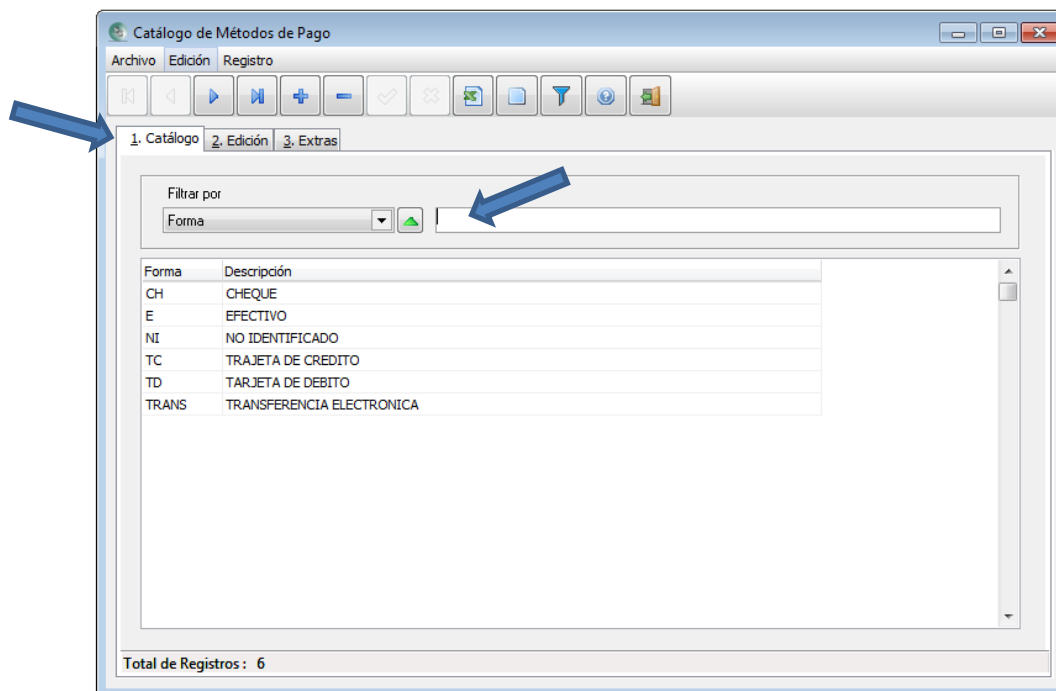 Catálogo de Métodos de Pago
Archivo Edición Registro
1. Catálogo 2. Edición 3. Extras
Filtrar por
Forma
Forma Descripción
CH CHEQUE
E EFECTIVO
NI NO IDENTIFICADO
TC TRAJETA DE CREDITO
TD TARJETA DE DEBITO
TRANS TRANSFERENCIA ELECTRONICA
Total de Registros : 6